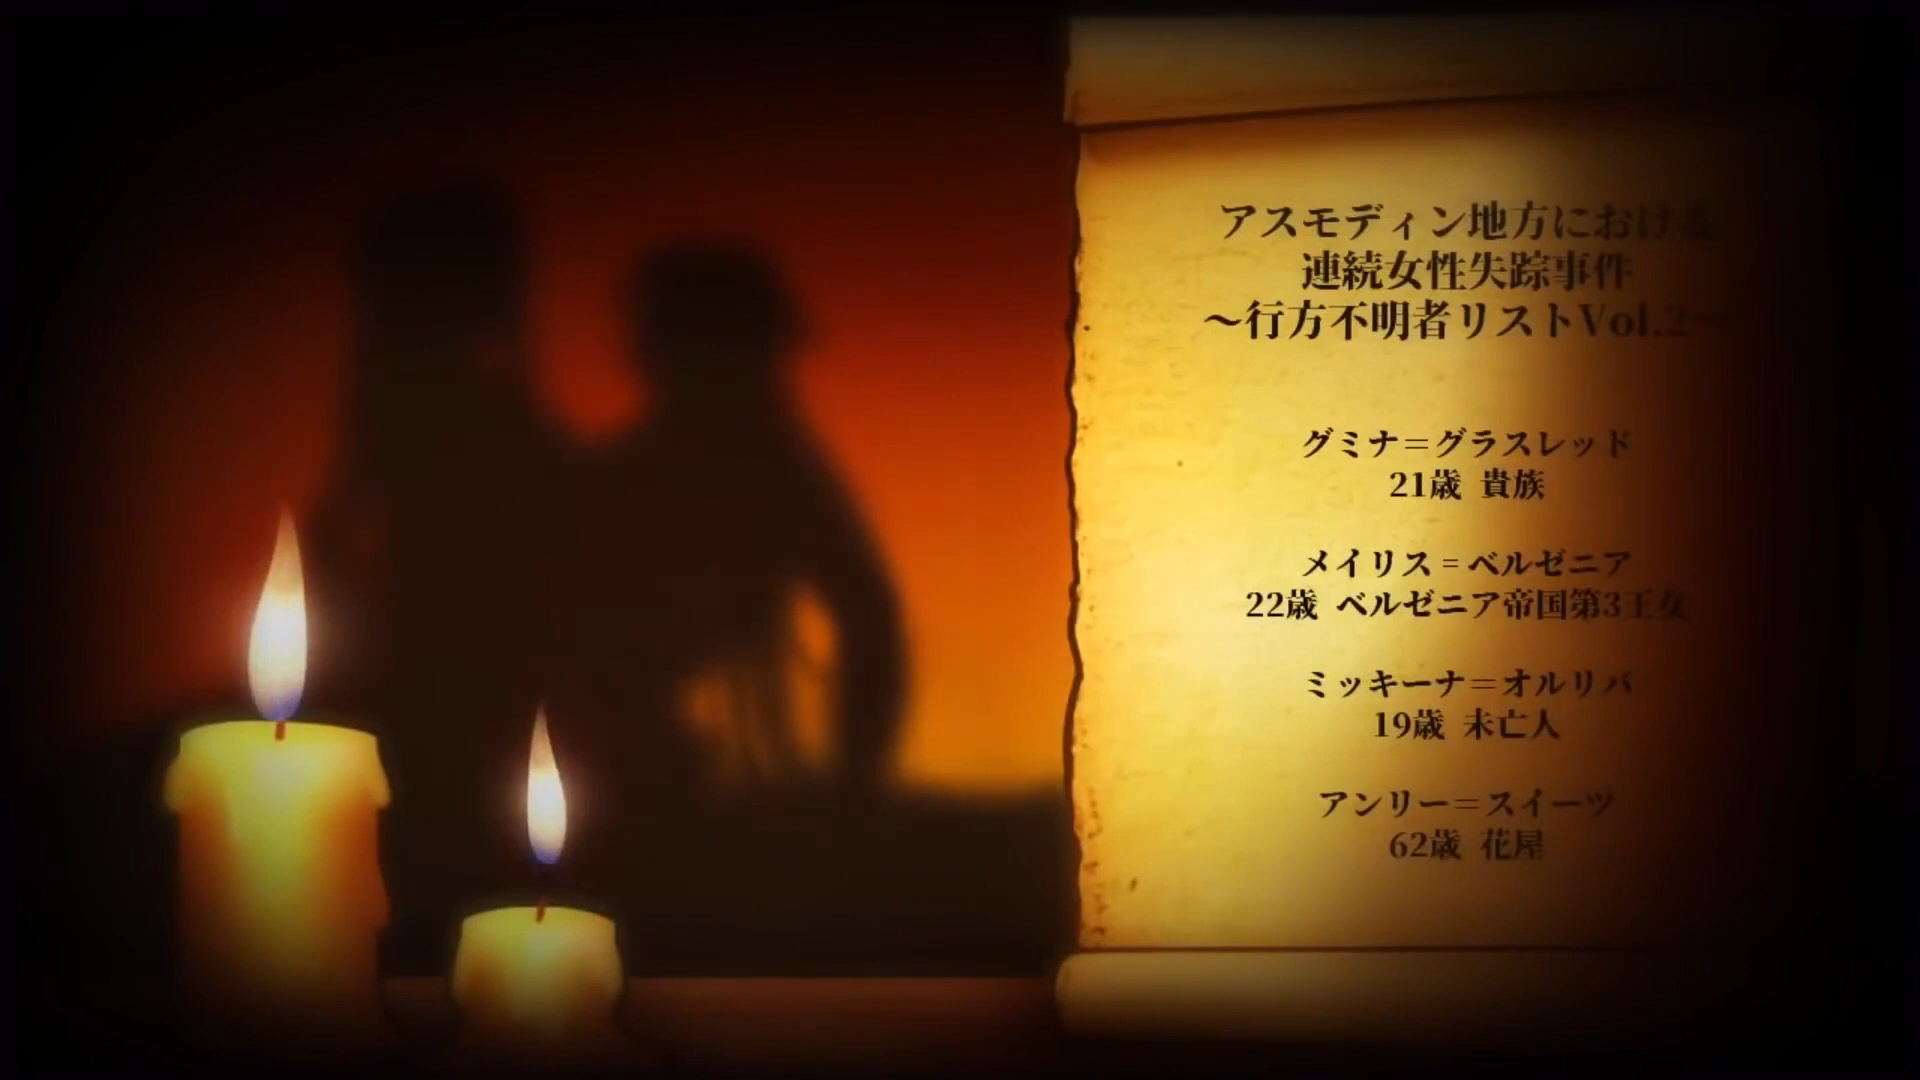 アスモディン地方における
連続女性失踪事件
～行方不明者リストVol.2～
グミナ＝グラスレッド
21歳 貴族
メイリス＝ベルゼニア
22歳 ベルゼニア帝国第3王女
ミッキーナ＝オルリバ
19歳 未亡人
アンリー＝スイーツ
62歳 花屋